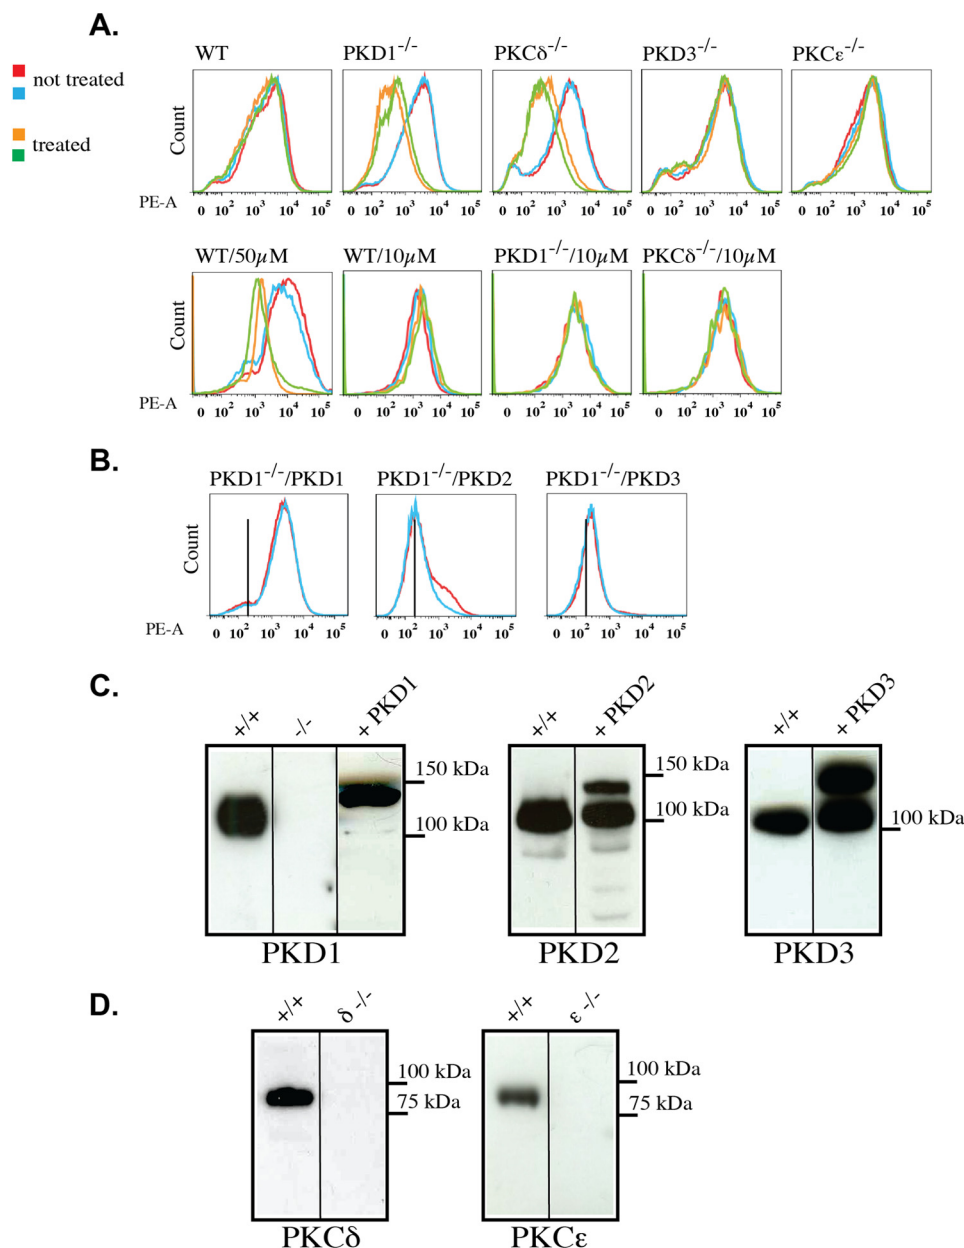 A.
not treated
treated
WT PKD1-/- PKCδ-/- PKD3-/- PKCε-/-
Count
PE-A 0 10² 10³ 10⁴ 10⁵ 0 10² 10³ 10⁴ 10⁵ 0 10² 10³ 10⁴ 10⁵ 0 10² 10³ 10⁴ 10⁵ 0 10² 10³ 10⁴ 10⁵
WT/50μM WT/10μM PKD1-/-/10μM PKCδ-/-/10μM
Count
PE-A 0 10² 10³ 10⁴ 10⁵ 0 10² 10³ 10⁴ 10⁵ 0 10² 10³ 10⁴ 10⁵ 0 10² 10³ 10⁴ 10⁵
B.
PKD1-/-/PKD1 PKD1-/-/PKD2 PKD1-/-/PKD3
Count
PE-A 0 10² 10³ 10⁴ 10⁵ 0 10² 10³ 10⁴ 10⁵ 0 10² 10³ 10⁴ 10⁵
C.
+/+ -/- + PKD1 +/+ + PKD2 +/+ + PKD3
150 kDa 150 kDa
100 kDa 100 kDa 100 kDa
PKD1 PKD2 PKD3
D.
+/+ δ -/- +/+ ε -/-
100 kDa 100 kDa
75 kDa 75 kDa
PKCδ PKCε